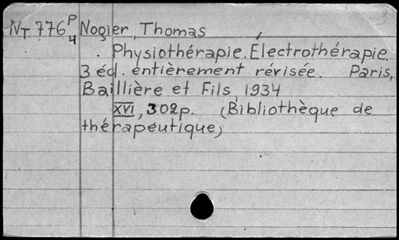 NT 776 P Nogier, Thomas
4
Physiothérapie. Electrothérapie.
3 éd. entièrement révisée. Paris,
Baillière et Fils, 1934
XVI, 302p. (Bibliothèque de
thérapeutique)